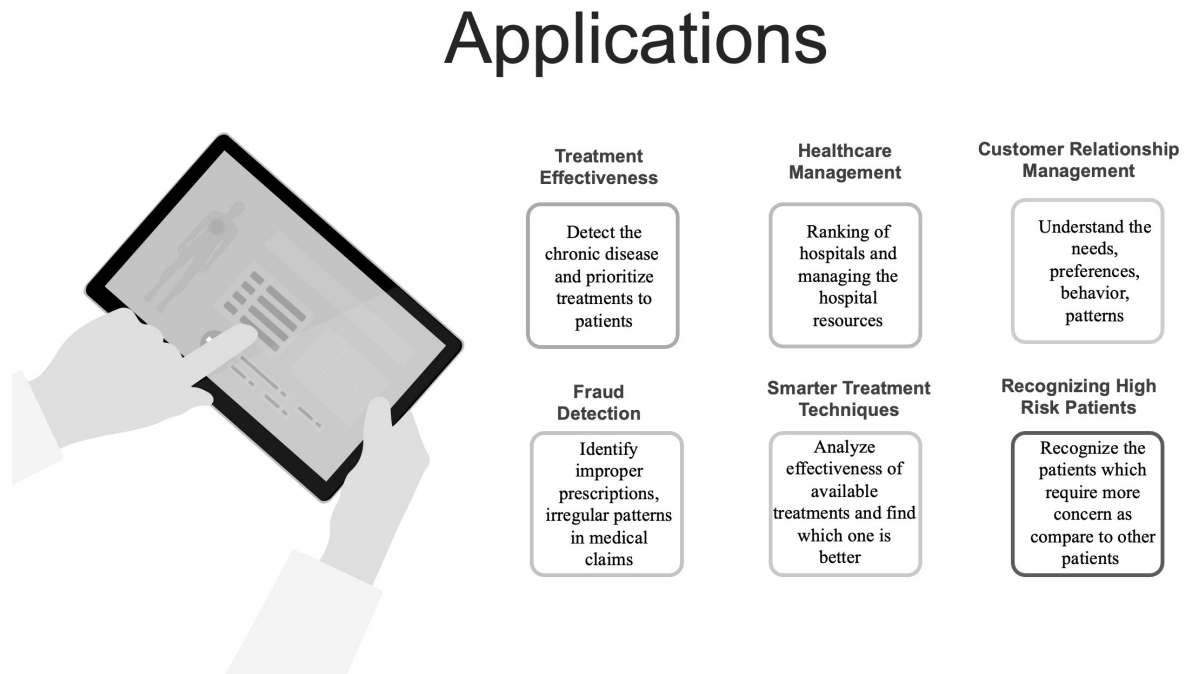 Applications
Treatment
Effectiveness
Detect the
chronic disease
and prioritize
treatments to
patients
Healthcare
Management
Ranking of
hospitals and
managing the
hospital
resources
Customer Relationship
Management
Understand the
needs,
preferences,
behavior,
patterns
Fraud
Detection
Identify
improper
prescriptions,
irregular patterns
in medical
claims
Smarter Treatment
Techniques
Analyze
effectiveness of
available
treatments and find
which one is
better
Recognizing High
Risk Patients
Recognize the
patients which
require more
concern as
compare to other
patients